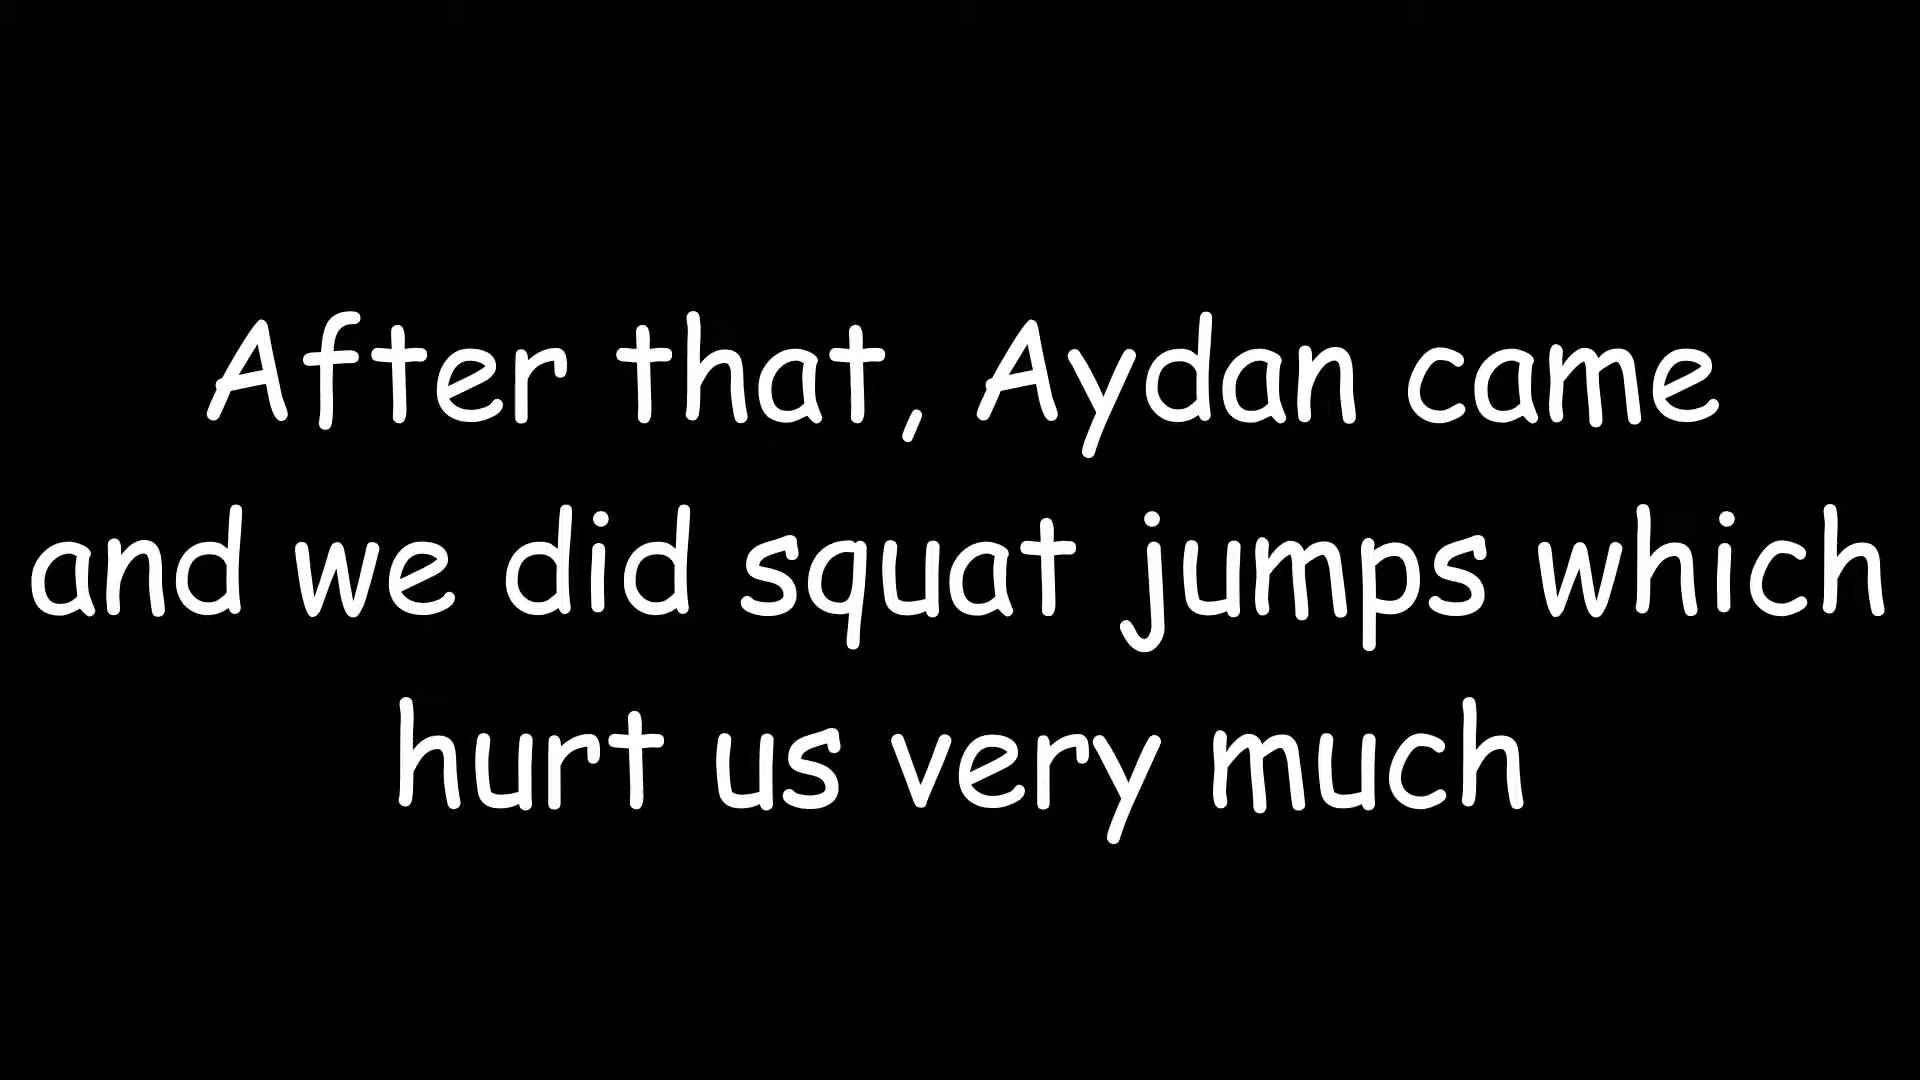 After that, Aydan came
and we did squat jumps which
hurt us very much